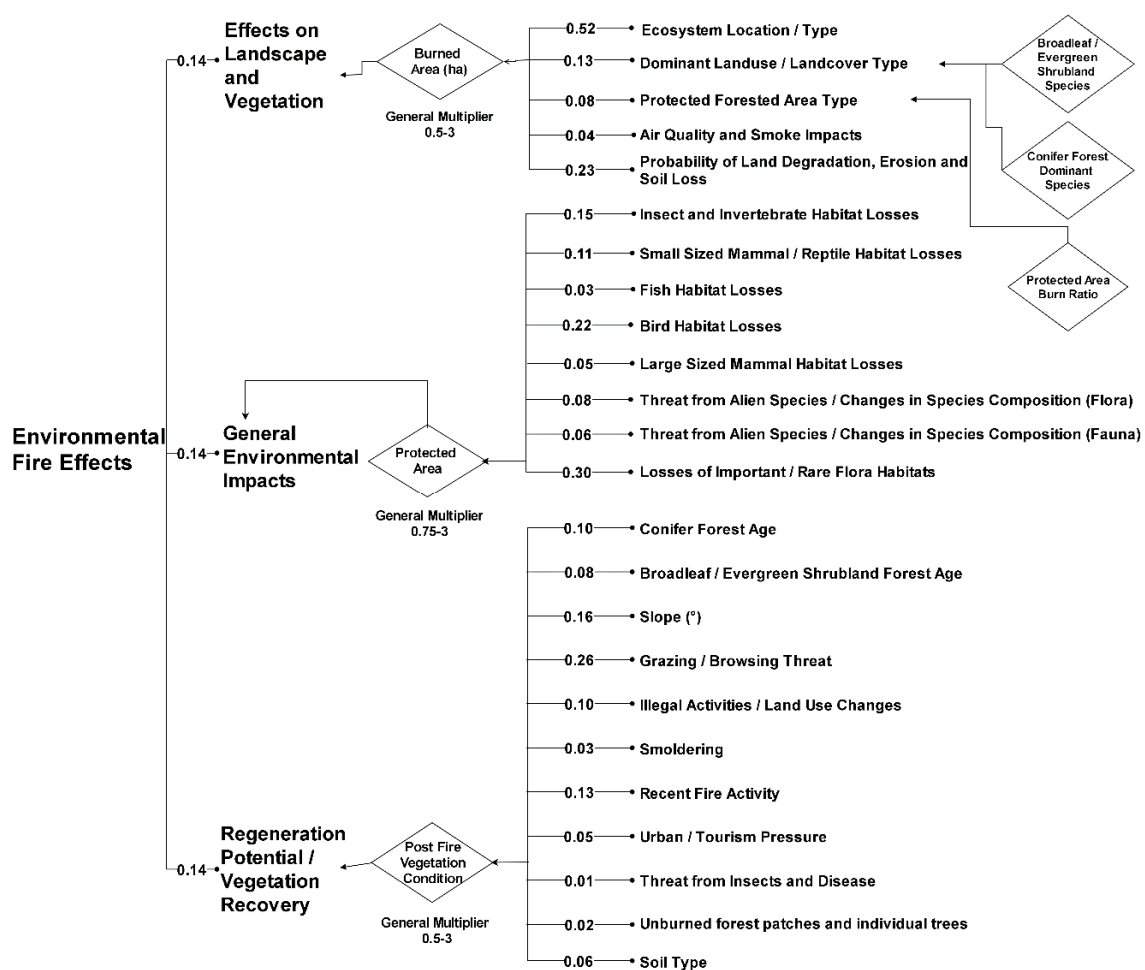 Environmental
Fire Effects
0.14
Effects on
Landscape
and
Vegetation
Burned
Area (ha)
General Multiplier
0.5-3
0.52 Ecosystem Location / Type
0.13 Dominant Landuse / Landcover Type
0.08 Protected Forested Area Type
0.04 Air Quality and Smoke Impacts
0.23 Probability of Land Degradation, Erosion and
Soil Loss
Broadleaf /
Evergreen
Shrubland
Species
Conifer Forest
Dominant
Species
Protected Area
Burn Ratio
0.14
General
Environmental
Impacts
Protected
Area
General Multiplier
0.75-3
0.15 Insect and Invertebrate Habitat Losses
0.11 Small Sized Mammal / Reptile Habitat Losses
0.03 Fish Habitat Losses
0.22 Bird Habitat Losses
0.05 Large Sized Mammal Habitat Losses
0.08 Threat from Alien Species / Changes in Species Composition (Flora)
0.06 Threat from Alien Species / Changes in Species Composition (Fauna)
0.30 Losses of Important / Rare Flora Habitats
0.14
Regeneration
Potential /
Vegetation
Recovery
Post Fire
Vegetation
Condition
General Multiplier
0.5-3
0.10 Conifer Forest Age
0.08 Broadleaf / Evergreen Shrubland Forest Age
0.16 Slope (°)
0.26 Grazing / Browsing Threat
0.10 Illegal Activities / Land Use Changes
0.03 Smoldering
0.13 Recent Fire Activity
0.05 Urban / Tourism Pressure
0.01 Threat from Insects and Disease
0.02 Unburned forest patches and individual trees
0.06 Soil Type